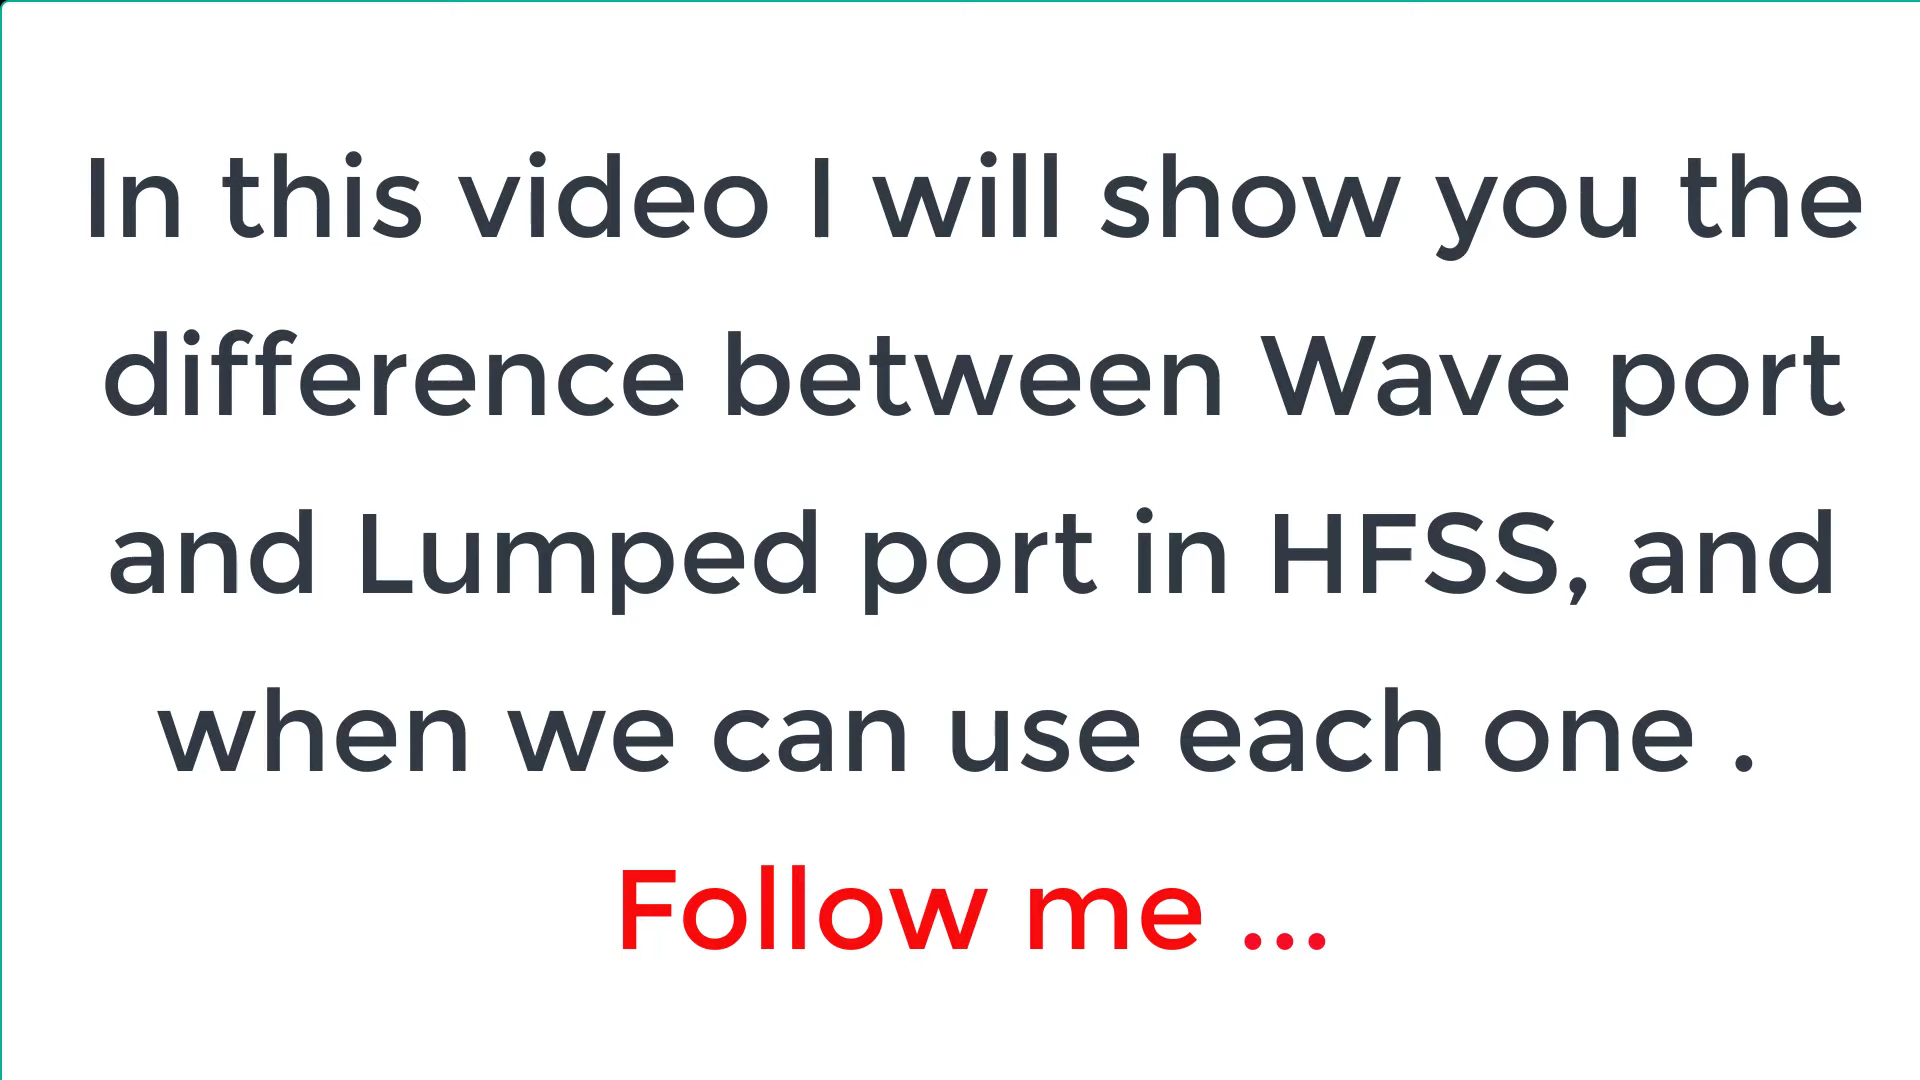 In this video I will show you the
difference between Wave port
and Lumped port in HFSS, and
when we can use each one .
Follow me ...